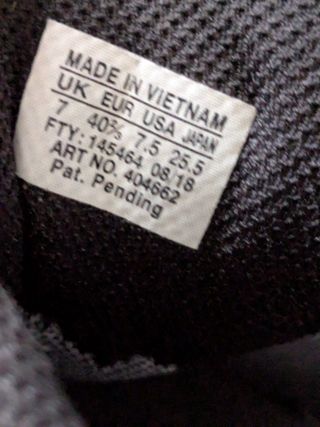 MADE IN VIETNAM
UK EUR USA JAPAN
7 40⅔ 7.5 25.5
FTY: 145464 08/18
ART NO. 404662
Pat. Pending